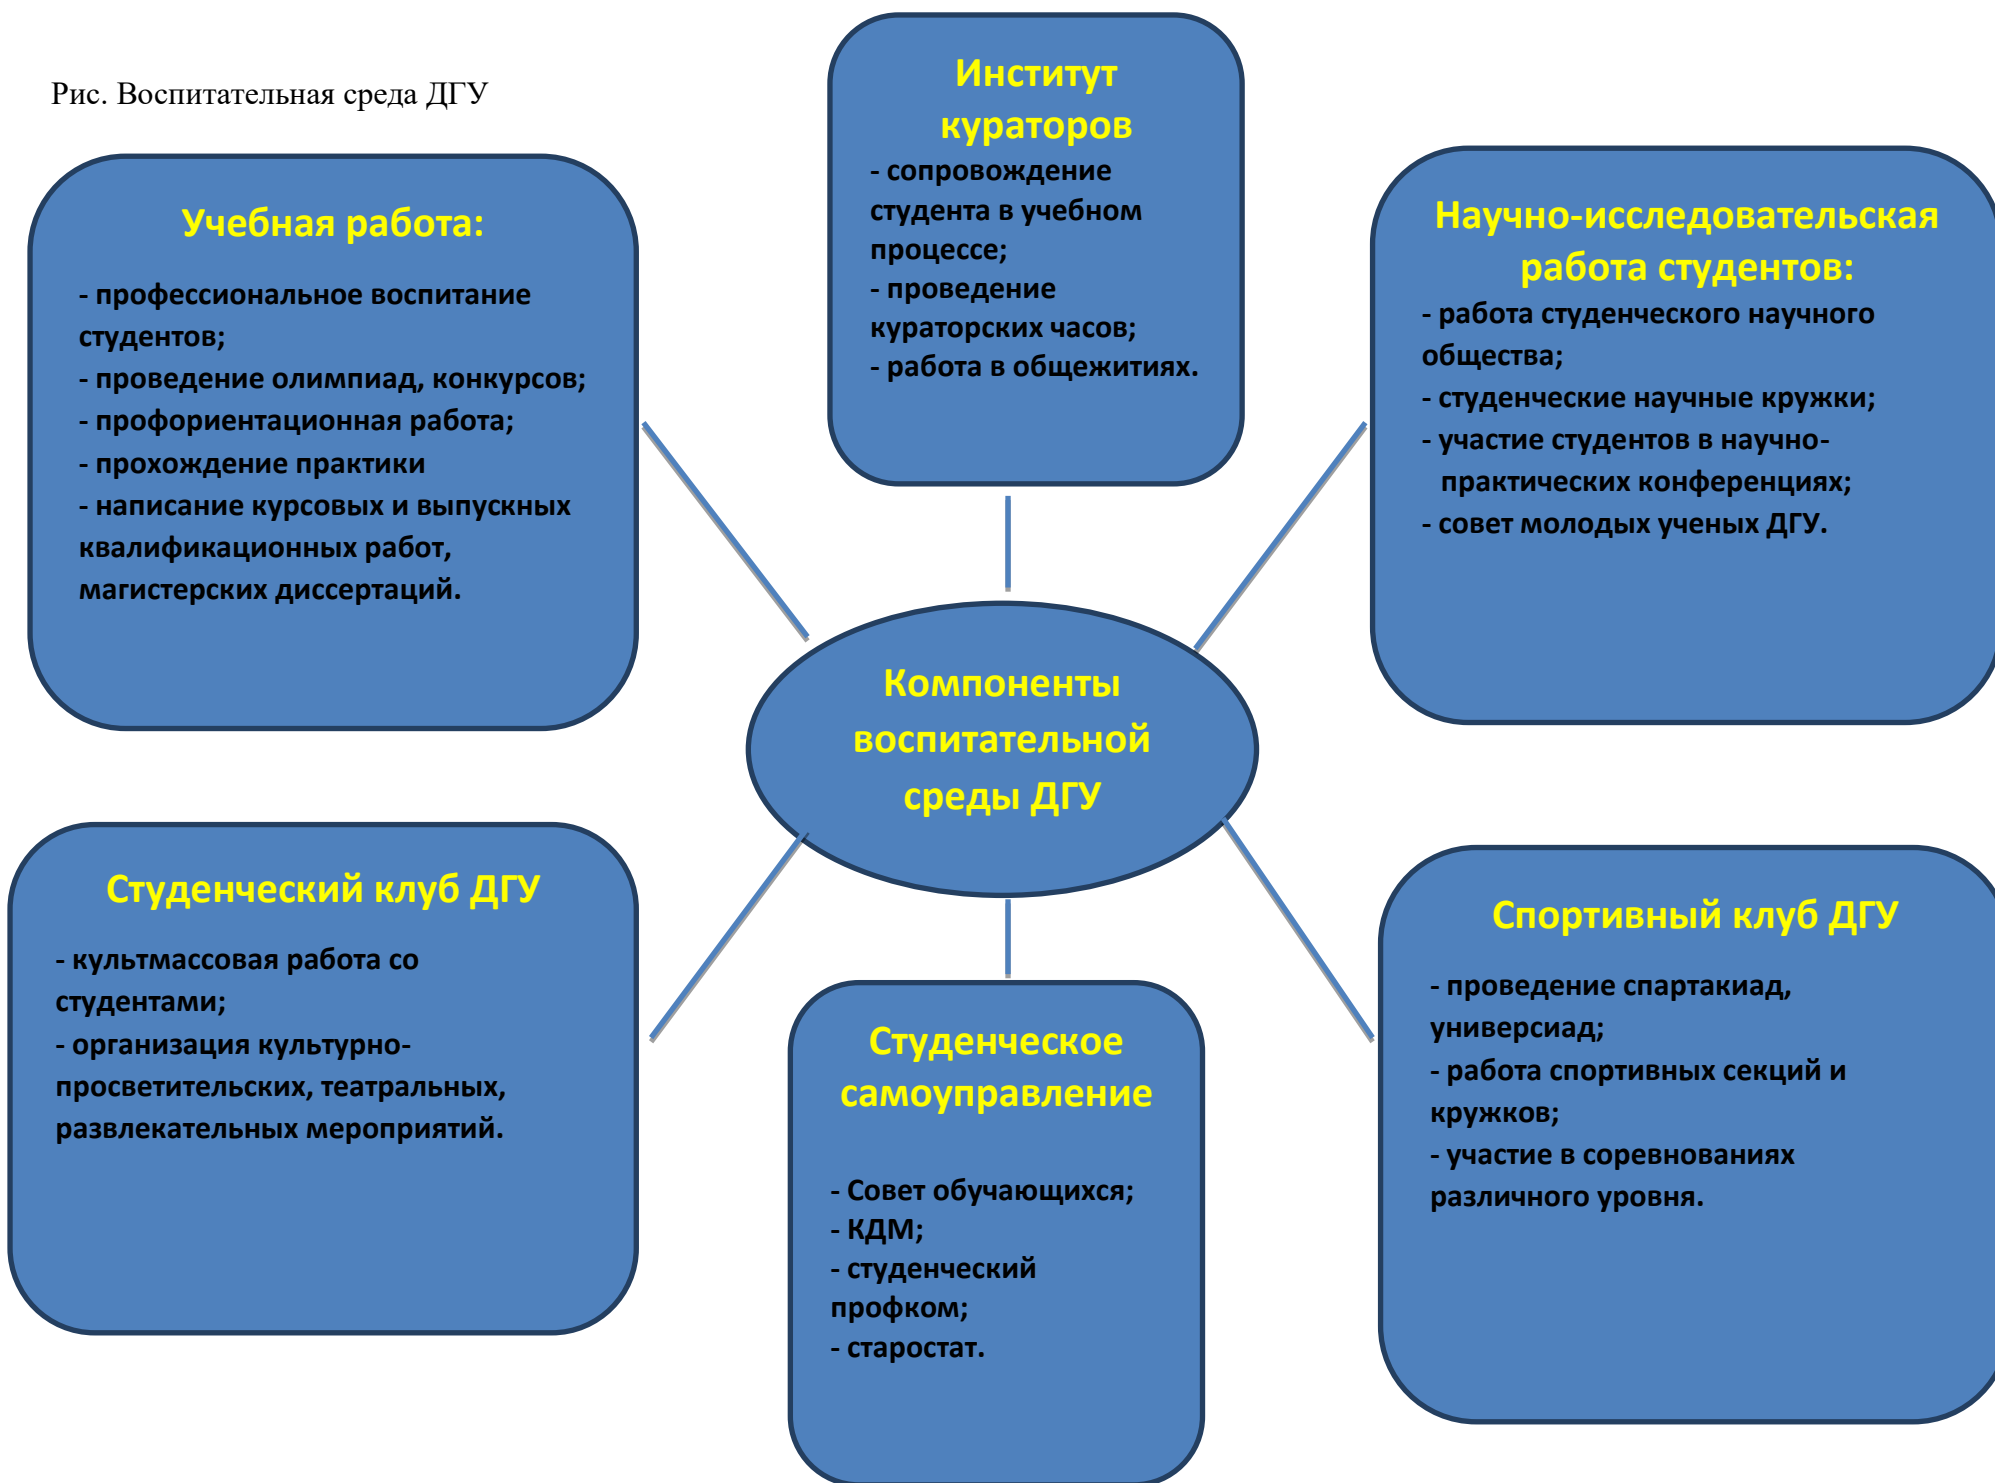 Рис. Воспитательная среда ДГУ
Институт
кураторов
- сопровождение
студента в учебном
процессе;
- проведение
кураторских часов;
- работа в общежитиях.
Учебная работа:
- профессиональное воспитание
студентов;
- проведение олимпиад, конкурсов;
- профориентационная работа;
- прохождение практики
- написание курсовых и выпускных
квалификационных работ,
магистерских диссертаций.
Научно-исследовательская
работа студентов:
- работа студенческого научного
общества;
- студенческие научные кружки;
- участие студентов в научно-
практических конференциях;
- совет молодых ученых ДГУ.
Компоненты
воспитательной
среды ДГУ
Студенческий клуб ДГУ
- культмассовая работа со
студентами;
- организация культурно-
просветительских, театральных,
развлекательных мероприятий.
Студенческое
самоуправление
- Совет обучающихся;
- КДМ;
- студенческий
профком;
- старостат.
Спортивный клуб ДГУ
- проведение спартакиад,
универсиад;
- работа спортивных секций и
кружков;
- участие в соревнованиях
различного уровня.